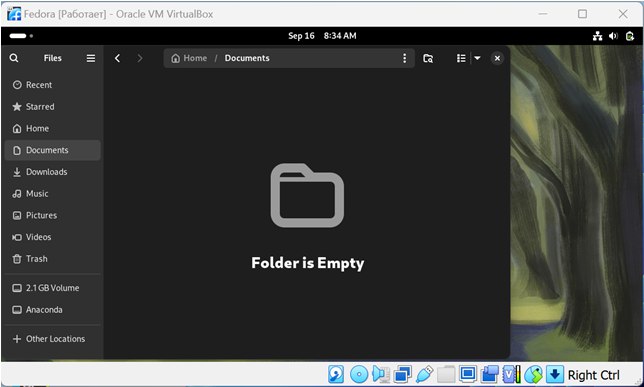 Fedora [Работает] - Oracle VM VirtualBox
Sep 16 8:34 AM
Files
Home / Documents
Recent
Starred
Home
Documents
Downloads
Music
Pictures
Videos
Trash
2.1 GB Volume
Anaconda
Other Locations
Folder is Empty
Right Ctrl